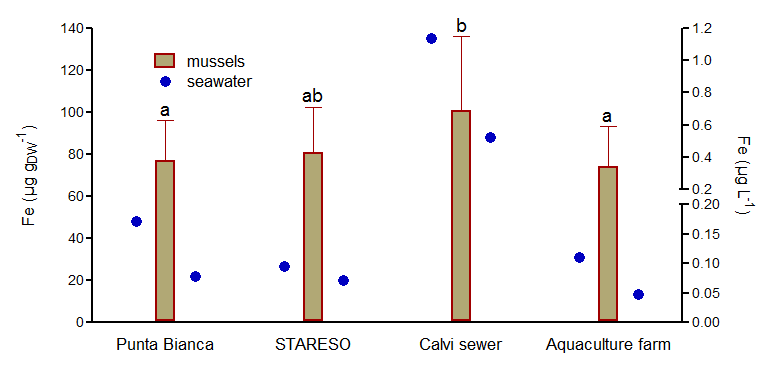 140
120
100
80
60
40
20
0
Fe (µg gDW-1)
mussels
seawater
a
ab
b
a
1.2
1.0
0.8
0.6
0.4
0.2
0.20
0.15
0.10
0.05
0.00
Fe (µg L-1)
Punta Bianca STARESO Calvi sewer Aquaculture farm